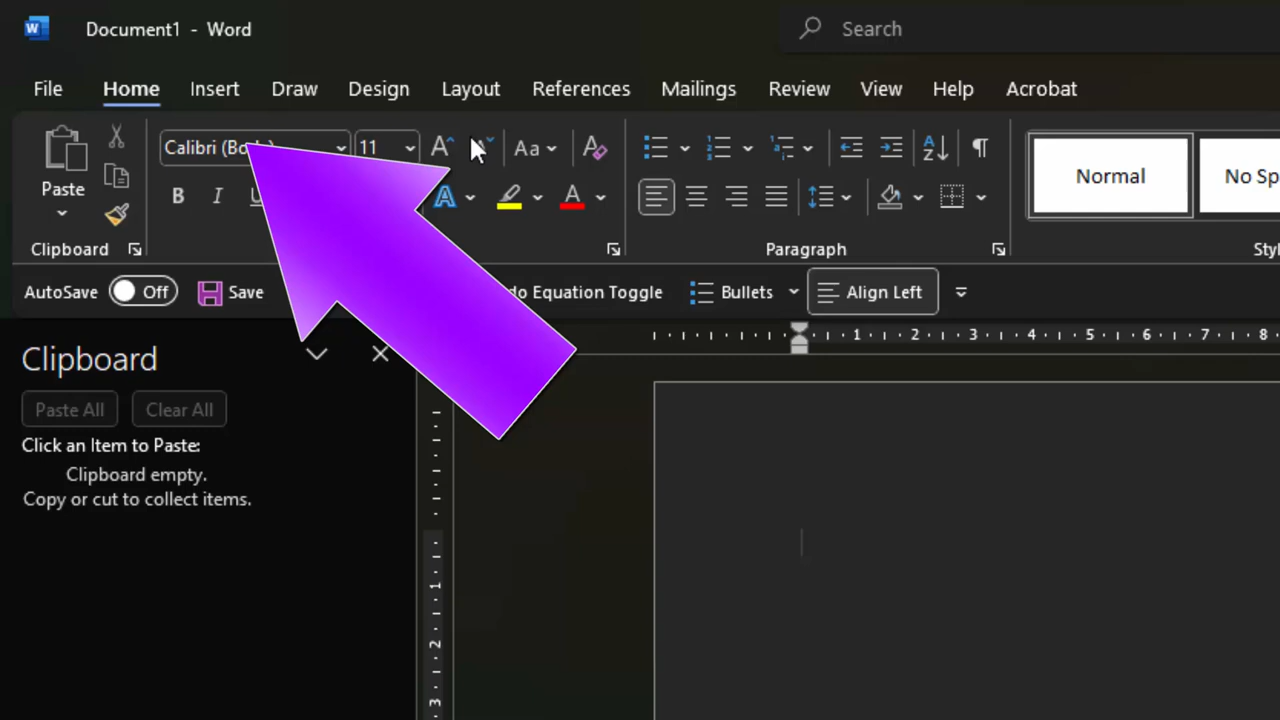 W
Document1 - Word
Search
File Home Insert Draw Design Layout References Mailings Review View Help Acrobat
Calibri 11 A A Aa A
Paste
B I U A A
Normal
No
Clipboard
Paragraph
AutoSave Off Save Equation Toggle Bullets Align Left
1 2 3 4 5 6 7 8
Clipboard
Paste All Clear All
Click an Item to Paste:
Clipboard empty.
Copy or cut to collect items.
1
2
3